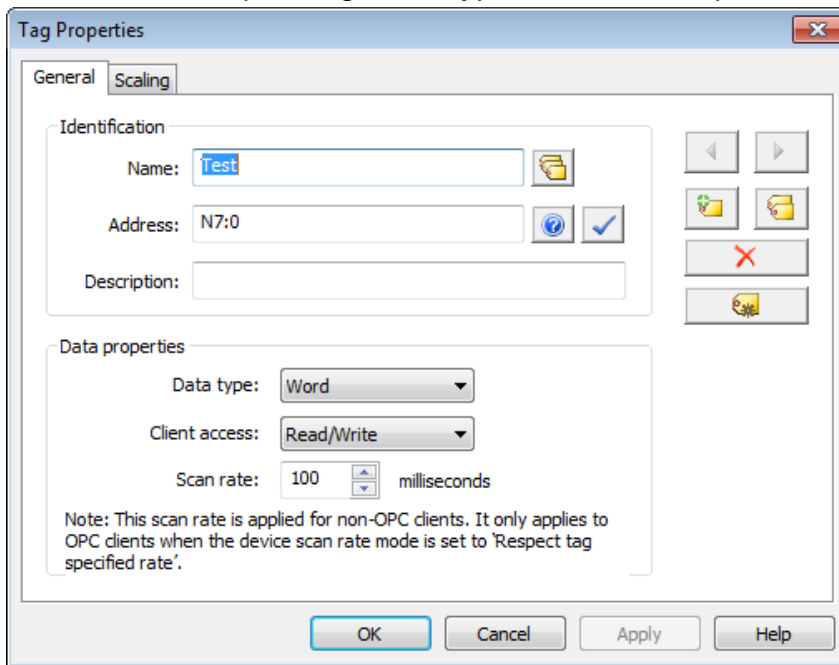 Tag Properties
General Scaling
Identification
Name: Test
Address: N7:0
Description:
Data properties
Data type: Word
Client access: Read/Write
Scan rate: 100 milliseconds
Note: This scan rate is applied for non-OPC clients. It only applies to
OPC clients when the device scan rate mode is set to 'Respect tag
specified rate'.
OK Cancel Apply Help